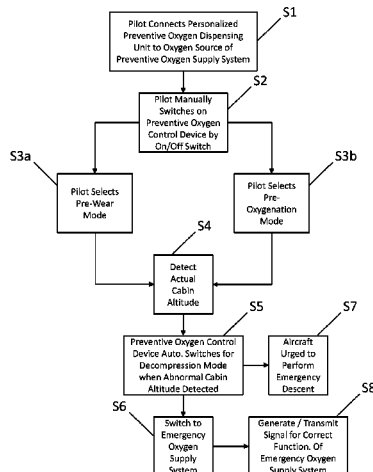 S1
Pilot Connects Personalized
Preventive Oxygen Dispensing
Unit to Oxygen Source of
Preventive Oxygen Supply System
S2
Pilot Manually
Switches on
Preventive Oxygen
Control Device by
On/Off Switch
S3a
S3b
Pilot Selects
Pre-Wear
Mode
Pilot Selects
Pre-
Oxygenation
Mode
S4
Detect
Actual
Cabin
Altitude
S5
S7
Preventive Oxygen Control
Device Auto. Switches for
Decompression Mode
when Abnormal Cabin
Altitude Detected
Aircraft
Urged to
Perform
Emergency
Descent
S6
S8
Switch to
Emergency
Oxygen
Supply
System
Generate / Transmit
Signal for Correct
Function. Of
Emergency Oxygen
Supply System